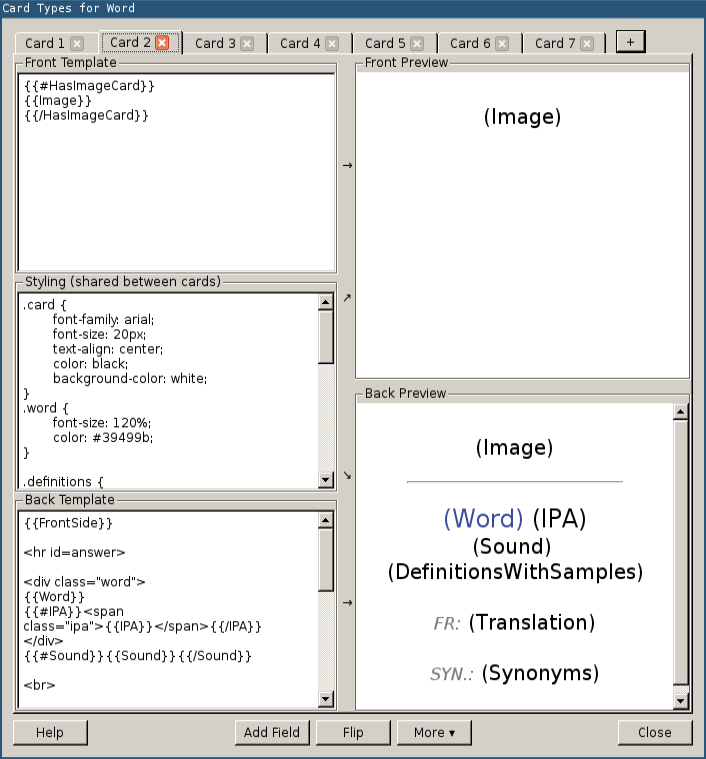 Card Types for Word
Card 1 Card 2 Card 3 Card 4 Card 5 Card 6 Card 7 +
Front Template
{{#HasImageCard}}
{{Image}}
{{/HasImageCard}}
Styling (shared between cards)
.card {
font-family: arial;
font-size: 20px;
text-align: center;
color: black;
background-color: white;
}
.word {
font-size: 120%;
color: #39499b;
}
.definitions {
Back Template
{{FrontSide}}
<hr id=answer>
<div class="word">
{{Word}}
{{#IPA}}<span
class="ipa">{{IPA}}</span>{{/IPA}}
</div>
{{#Sound}}{{Sound}}{{/Sound}}
<br>
→
↗
↘
→
Front Preview
(Image)
Back Preview
(Image)
(Word) (IPA)
(Sound)
(DefinitionsWithSamples)
FR: (Translation)
SYN.: (Synonyms)
Help Add Field Flip More ▾ Close